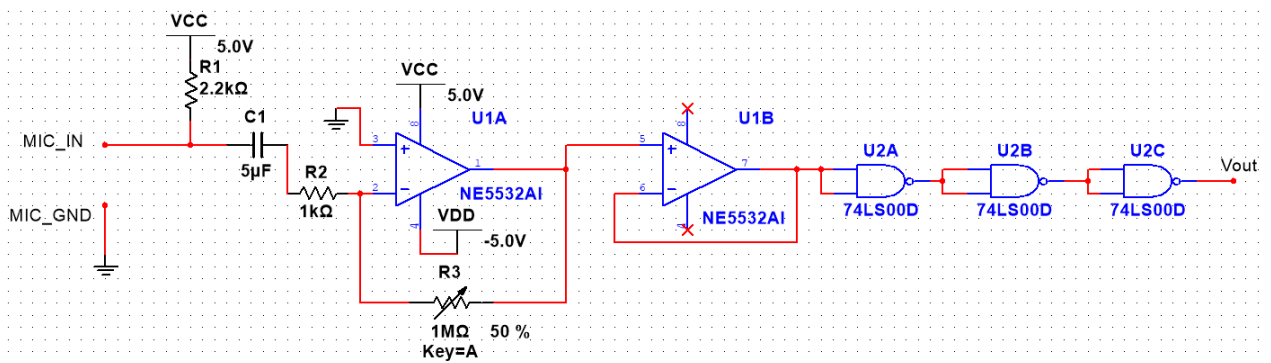 VCC
5.0V
R1
2.2kΩ
MIC_IN
MIC_GND
C1
5µF
R2
1kΩ
VCC
5.0V
U1A
3
8
+
1
2
−
4
NE5532AI
VDD
-5.0V
R3
1MΩ 50 %
Key=A
U1B
5
8
+
7
6
−
4
NE5532AI
U2A
74LS00D
U2B
74LS00D
U2C
74LS00D
Vout